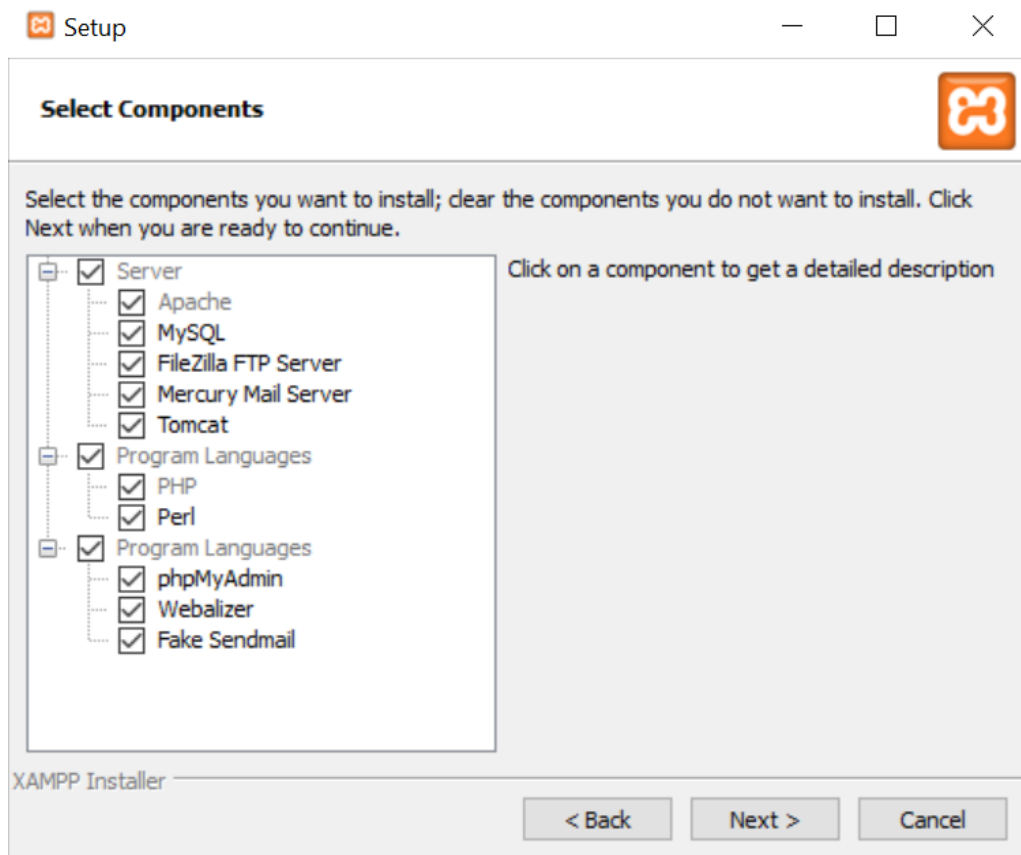 Setup
Select Components
Select the components you want to install; clear the components you do not want to install. Click
Next when you are ready to continue.
Server
Click on a component to get a detailed description
Apache
MySQL
FileZilla FTP Server
Mercury Mail Server
Tomcat
Program Languages
PHP
Perl
Program Languages
phpMyAdmin
Webalizer
Fake Sendmail
XAMPP Installer
< Back
Next >
Cancel